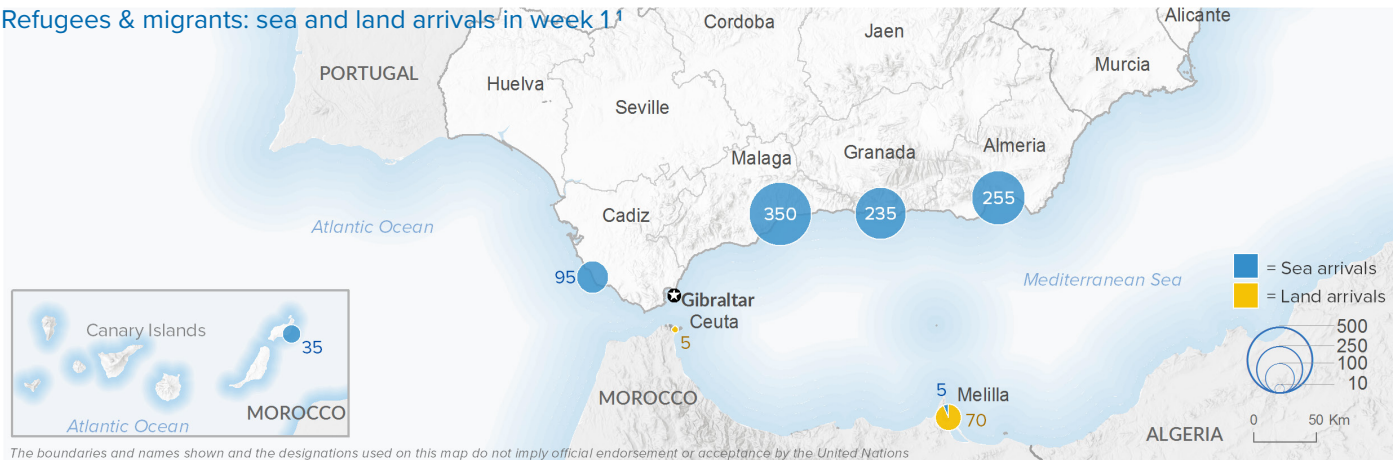 Refugees & migrants: sea and land arrivals in week 1¹
Alicante
Cordoba
Jaen
Murcia
PORTUGAL
Huelva
Seville
Almeria
Granada
Malaga
255
350
235
Cadiz
Atlantic Ocean
95
Mediterranean Sea
= Sea arrivals
= Land arrivals
Gibraltar
Ceuta
5
Canary Islands
35
500
250
100
10
5
Melilla
70
MOROCCO
MOROCCO
Atlantic Ocean
0 50 Km
ALGERIA
The boundaries and names shown and the designations used on this map do not imply official endorsement or acceptance by the United Nations